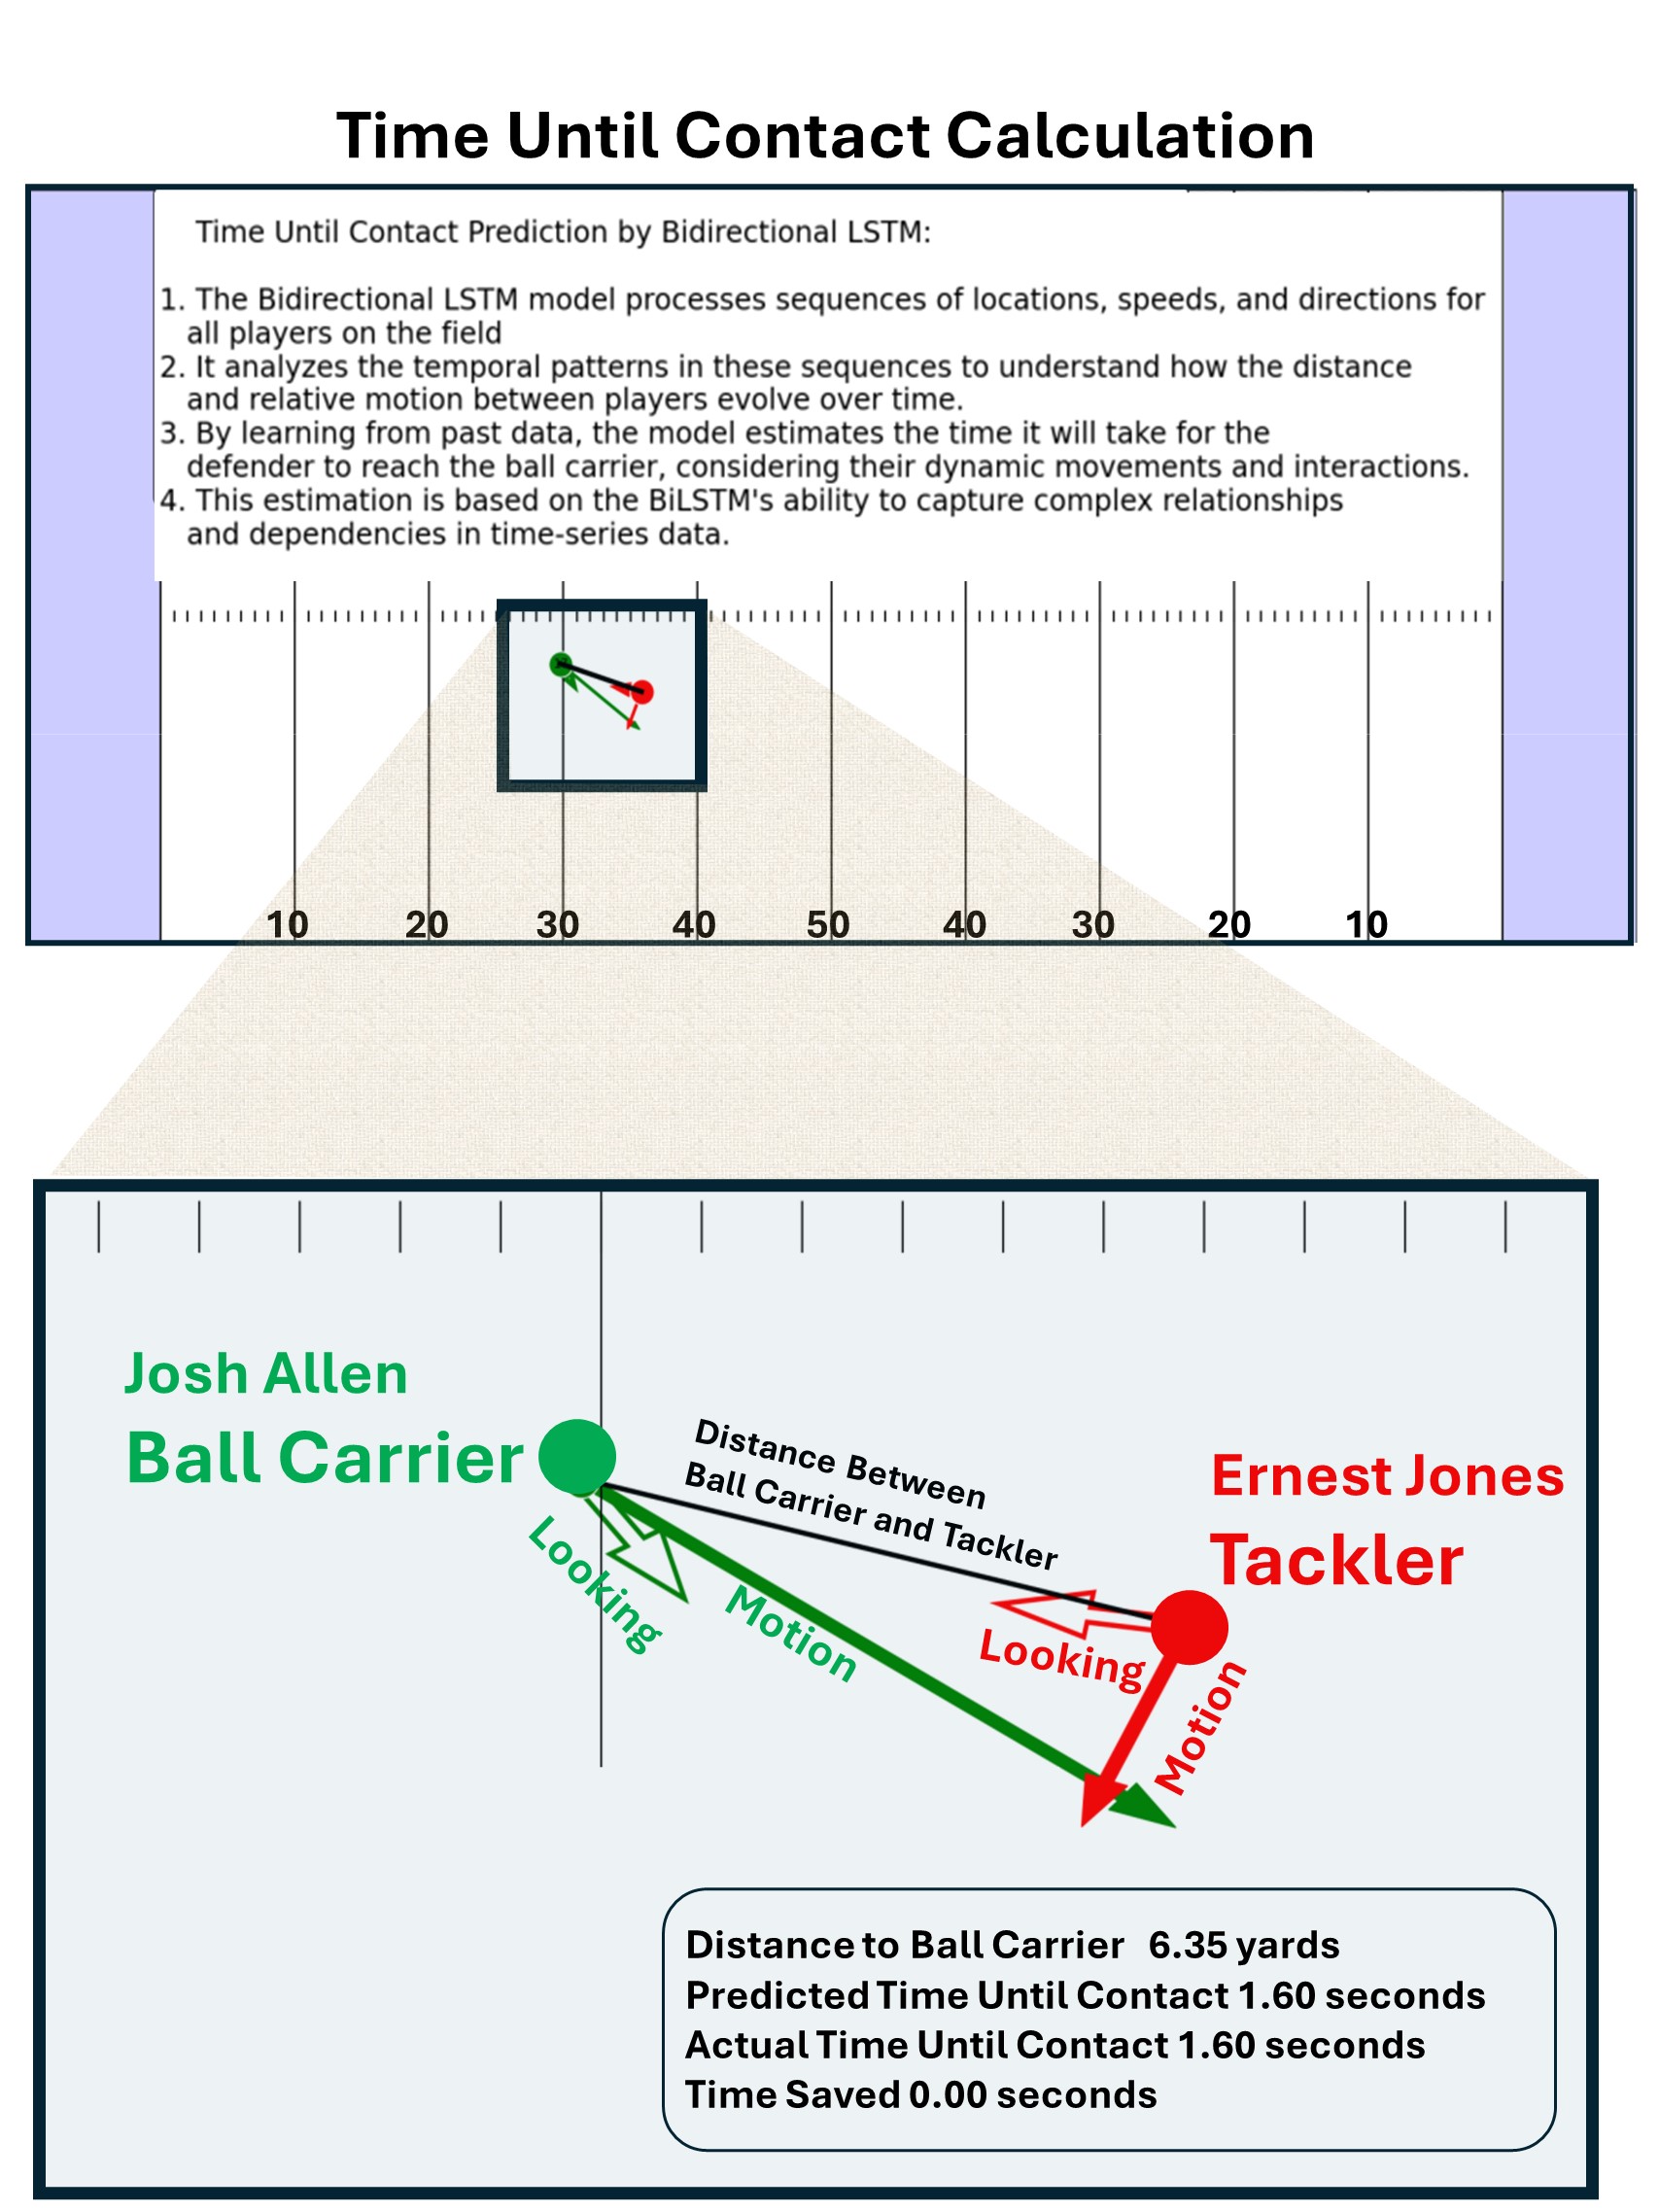 Time Until Contact Calculation
Time Until Contact Prediction by Bidirectional LSTM:
1. The Bidirectional LSTM model processes sequences of locations, speeds, and directions for
all players on the field
2. It analyzes the temporal patterns in these sequences to understand how the distance
and relative motion between players evolve over time.
3. By learning from past data, the model estimates the time it will take for the
defender to reach the ball carrier, considering their dynamic movements and interactions.
4. This estimation is based on the BiLSTM's ability to capture complex relationships
and dependencies in time-series data.
10 20 30 40 50 40 30 20 10
Josh Allen
Ball Carrier
Distance Between
Ball Carrier and Tackler
Ernest Jones
Tackler
Looking
Motion
Looking
Motion
Distance to Ball Carrier 6.35 yards
Predicted Time Until Contact 1.60 seconds
Actual Time Until Contact 1.60 seconds
Time Saved 0.00 seconds